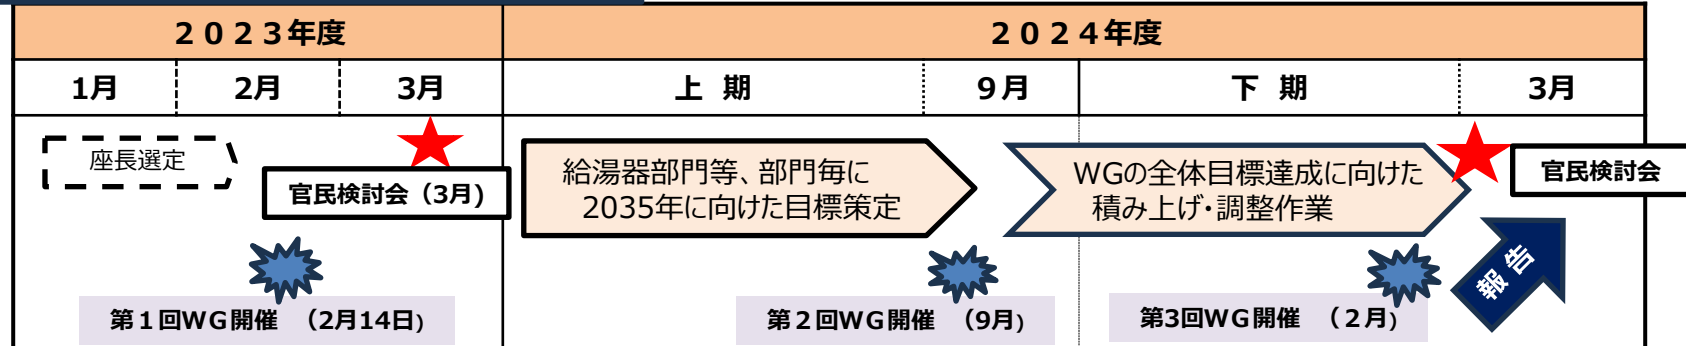 ２０２３年度
２０２４年度
1月
2月
3月
上 期
９月
下 期
3月
座長選定
官民検討会（3月)
給湯器部門等、部門毎に
2035年に向けた目標策定
WGの全体目標達成に向けた
積み上げ・調整作業
官民検討会
報告
第１回WG開催 （2月14日）
第２回WG開催 （9月）
第3回WG開催 （２月）